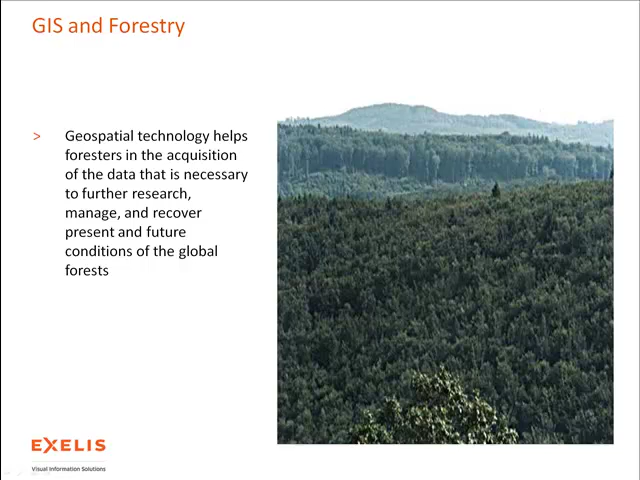 GIS and Forestry
> Geospatial technology helps
foresters in the acquisition
of the data that is necessary
to further research,
manage, and recover
present and future
conditions of the global
forests
EXELIS
Visual Information Solutions